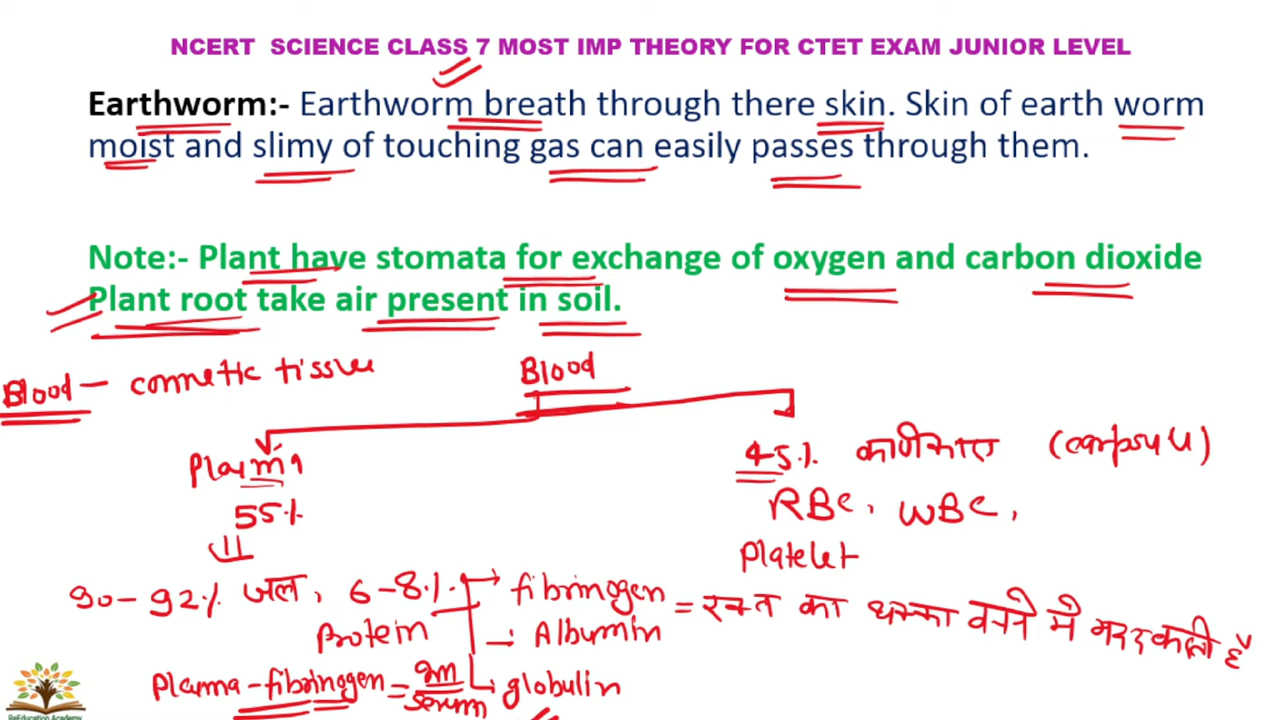 NCERT SCIENCE CLASS 7 MOST IMP THEORY FOR CTET EXAM JUNIOR LEVEL
Earthworm:- Earthworm breath through there skin. Skin of earth worm
moist and slimy of touching gas can easily passes through them.
Note:- Plant have stomata for exchange of oxygen and carbon dioxide
Plant root take air present in soil.
Blood – connetic tissue
Blood
Plasma
55%
45%
RBC, WBC,
Platelet
90-92% जल, 6-8%
Protein
fibrinogen = रक्त का थक्का बनने में मदद करती है
Albumin
globulin
Plasma - fibrinogen = serum
ReEducation Academy